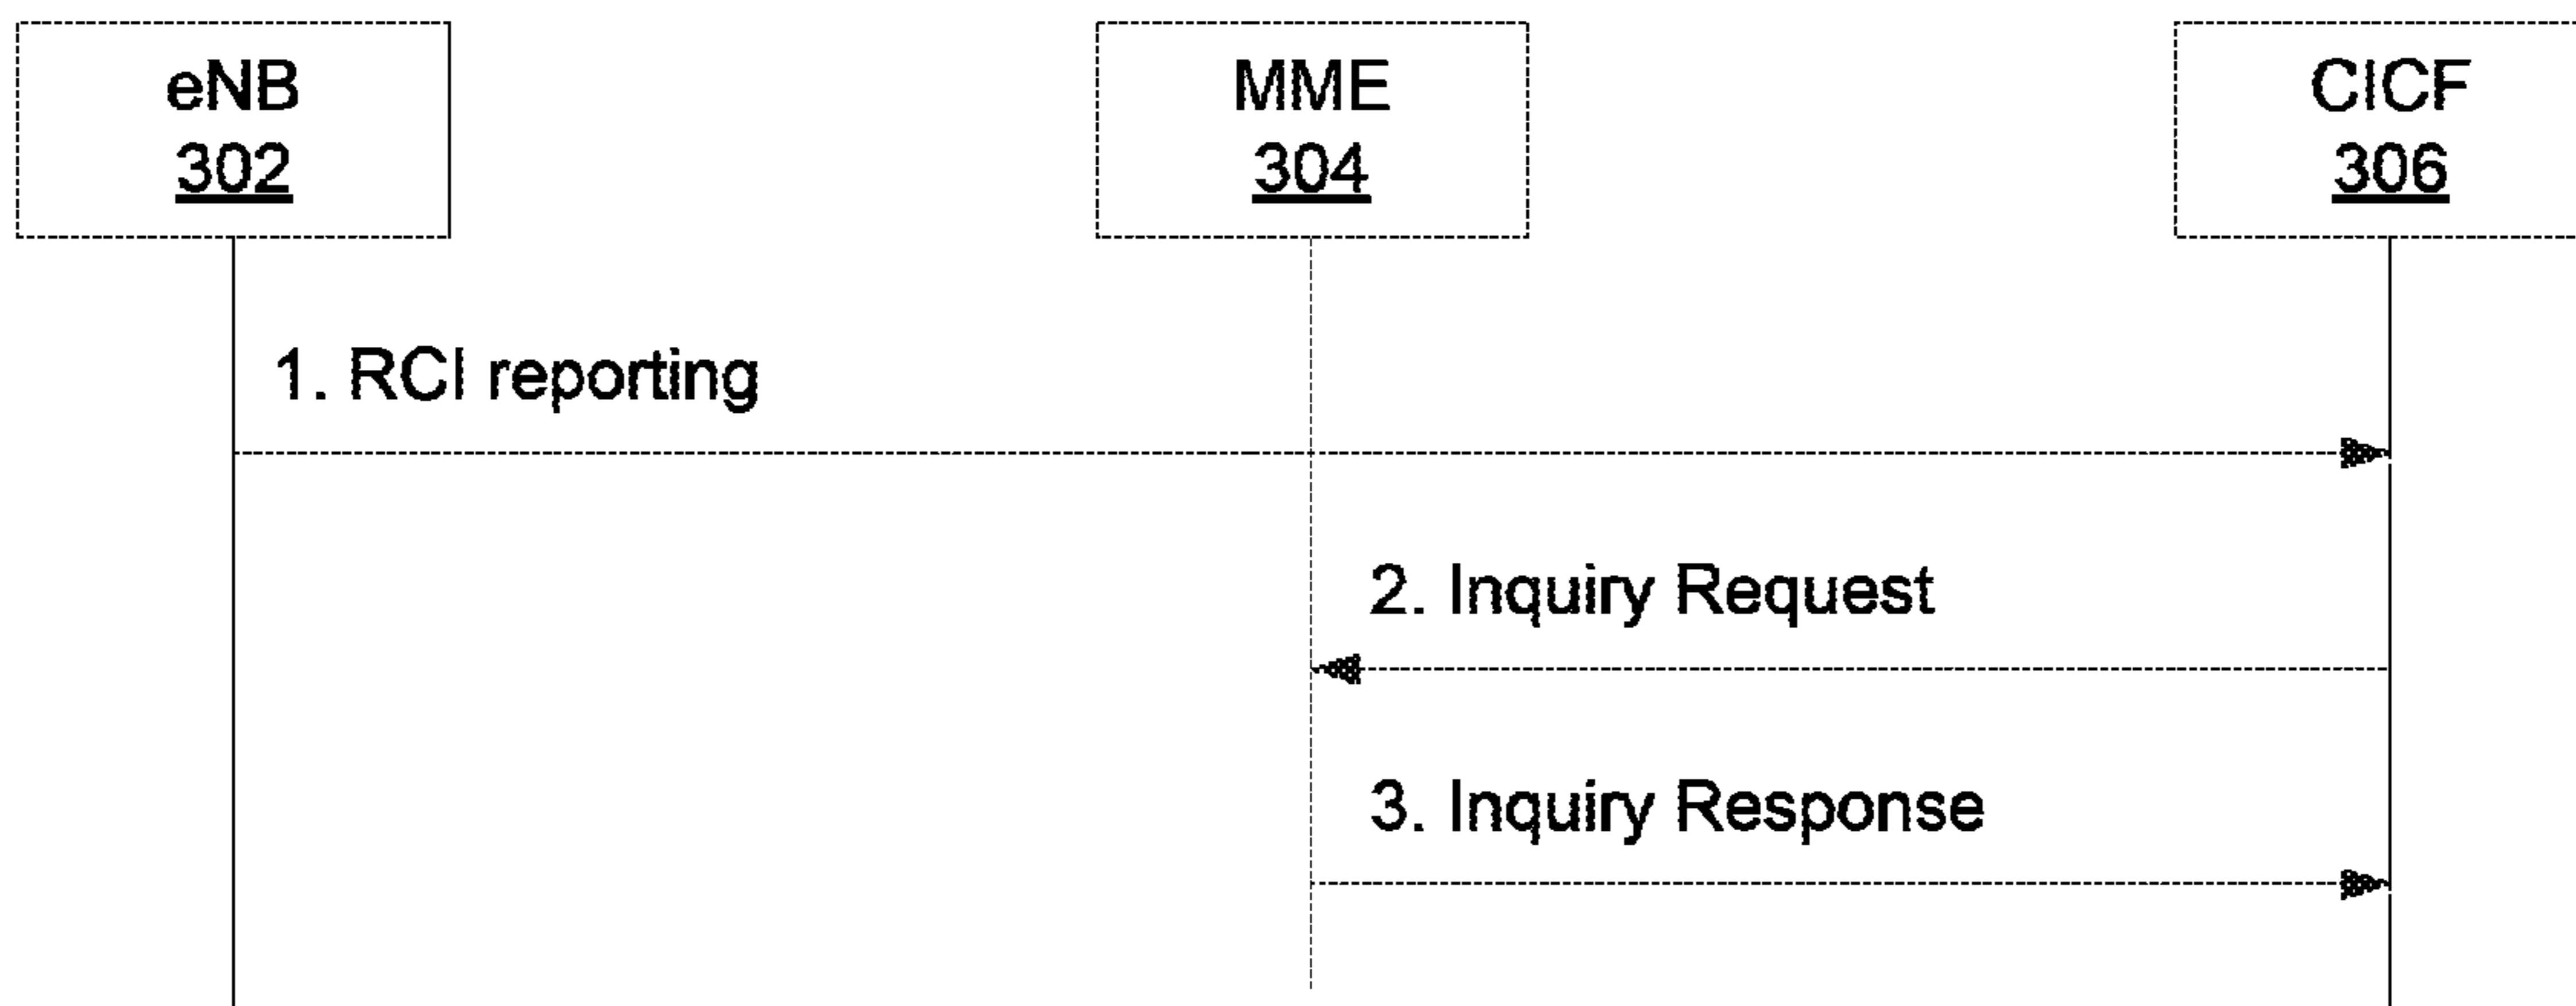 eNB
302
MME
304
CICF
306
1. RCI reporting
2. Inquiry Request
3. Inquiry Response